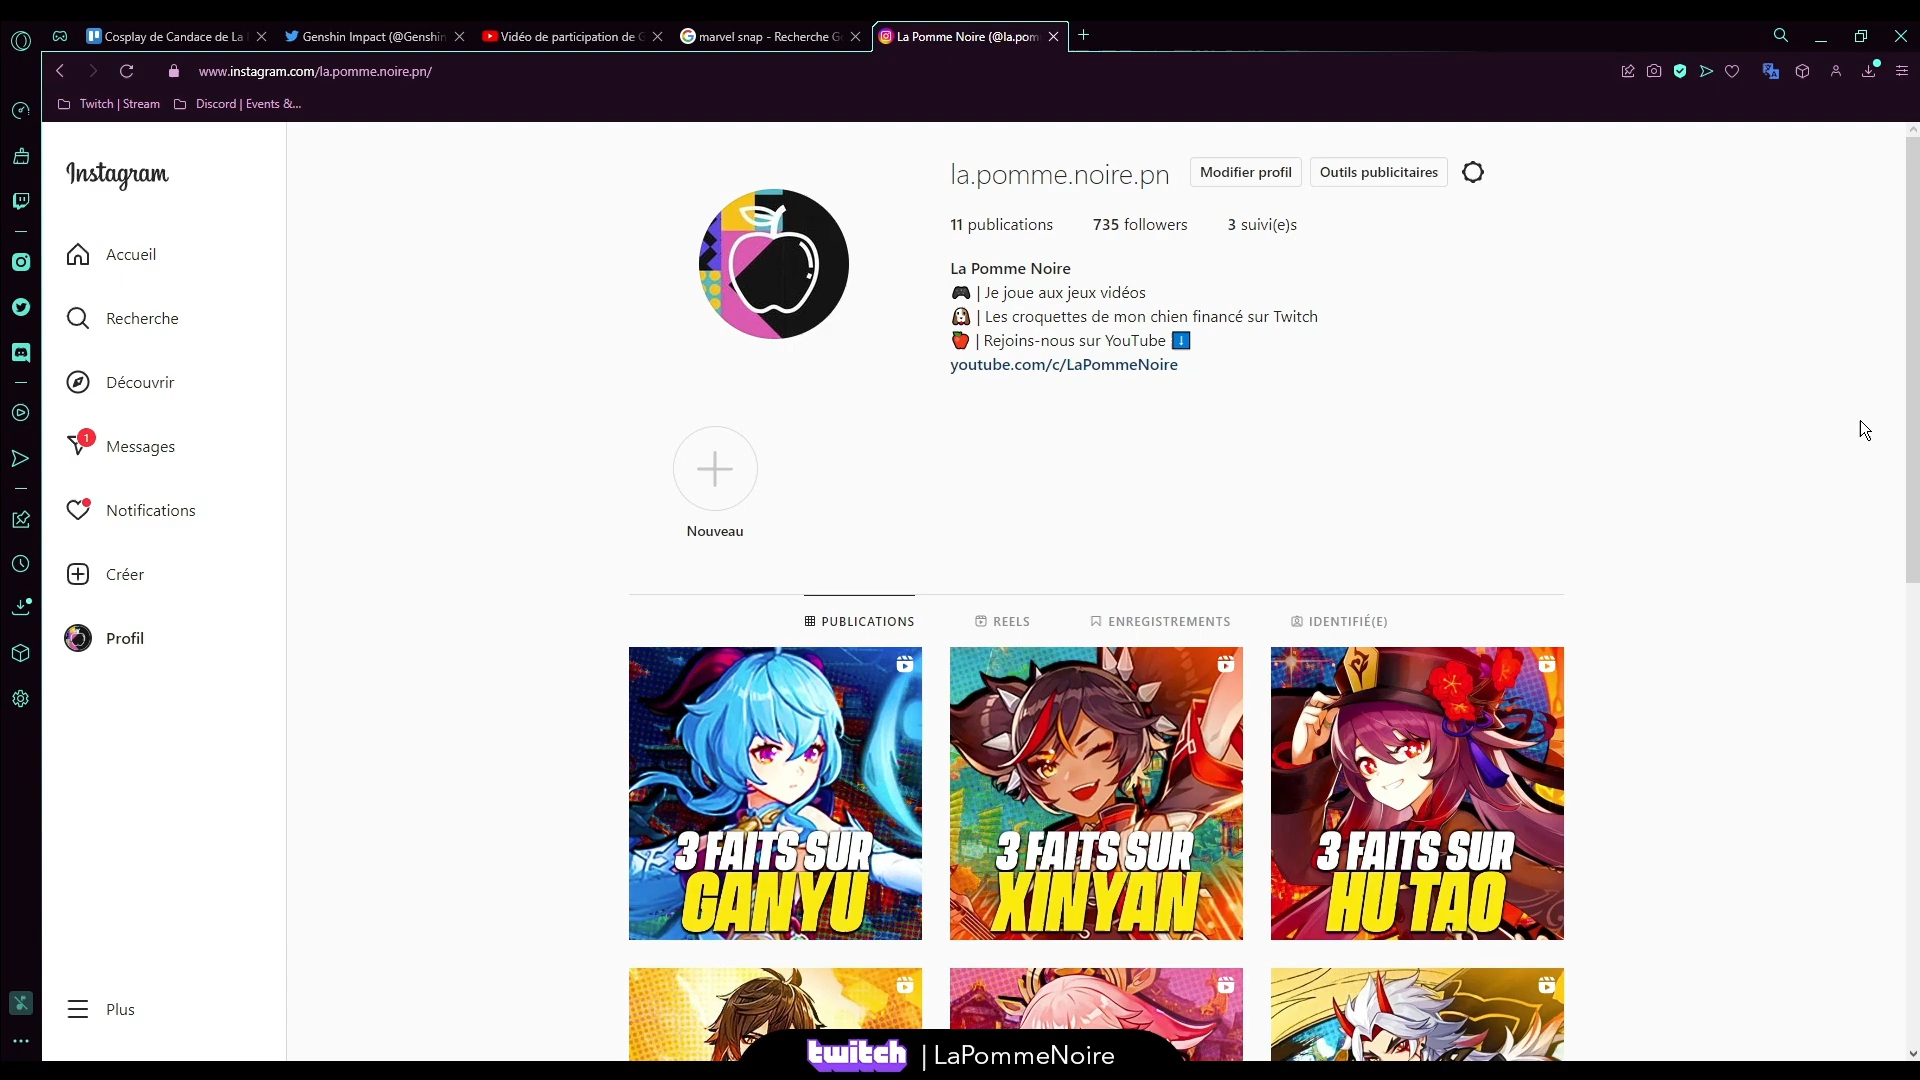 Cosplay de Candace de La
Genshin Impact (@Genshin
Vidéo de participation de G
marvel snap - Recherche G
La Pomme Noire (@la.pom
www.instagram.com/la.pomme.noire.pn/
Twitch | Stream
Discord | Events &...
Instagram
Accueil
Recherche
Découvrir
1
Messages
Notifications
Créer
Profil
Plus
la.pomme.noire.pn
Modifier profil
Outils publicitaires
11 publications
735 followers
3 suivi(e)s
La Pomme Noire
🎮 | Je joue aux jeux vidéos
🐶 | Les croquettes de mon chien financé sur Twitch
🍎 | Rejoins-nous sur YouTube ⬇️
youtube.com/c/LaPommeNoire
Nouveau
PUBLICATIONS
REELS
ENREGISTREMENTS
IDENTIFIÉ(E)
3 FAITS SUR
GANYU
3 FAITS SUR
XINYAN
3 FAITS SUR
HU TAO
twitch | LaPommeNoire